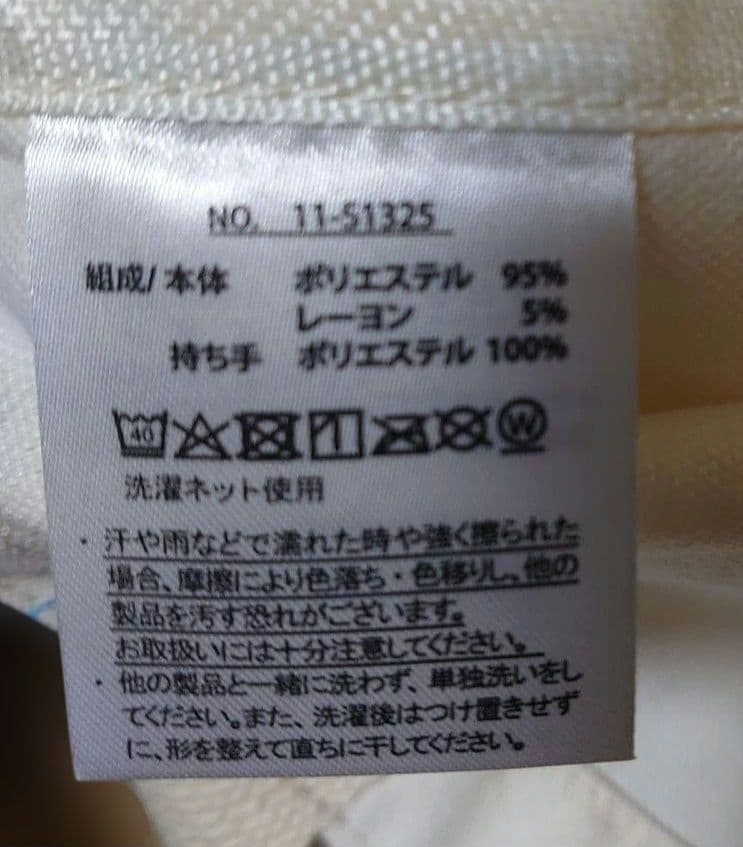 NO. 11-51325
組成/本体 ポリエステル 95%
レーヨン 5%
持ち手 ポリエステル 100%
40 W
洗濯ネット使用
・汗や雨などで濡れた時や強く擦られた
場合、摩擦により色落ち・色移りし、他の
製品を汚す恐れがございます。
お取扱いには十分注意してください。
・他の製品と一緒に洗わず、単独洗いをし
てください。また、洗濯後はつけ置きせず
に、形を整えて直ちに干してください。